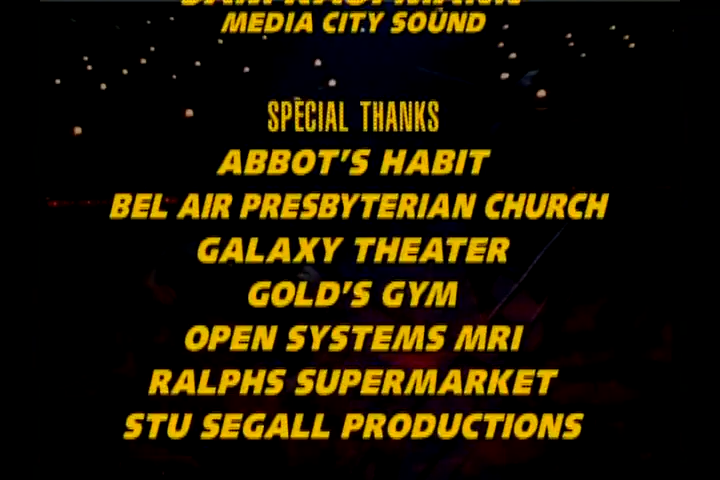 MEDIA CITY SOUND
SPECIAL THANKS
ABBOT'S HABIT
BEL AIR PRESBYTERIAN CHURCH
GALAXY THEATER
GOLD'S GYM
OPEN SYSTEMS MRI
RALPHS SUPERMARKET
STU SEGALL PRODUCTIONS